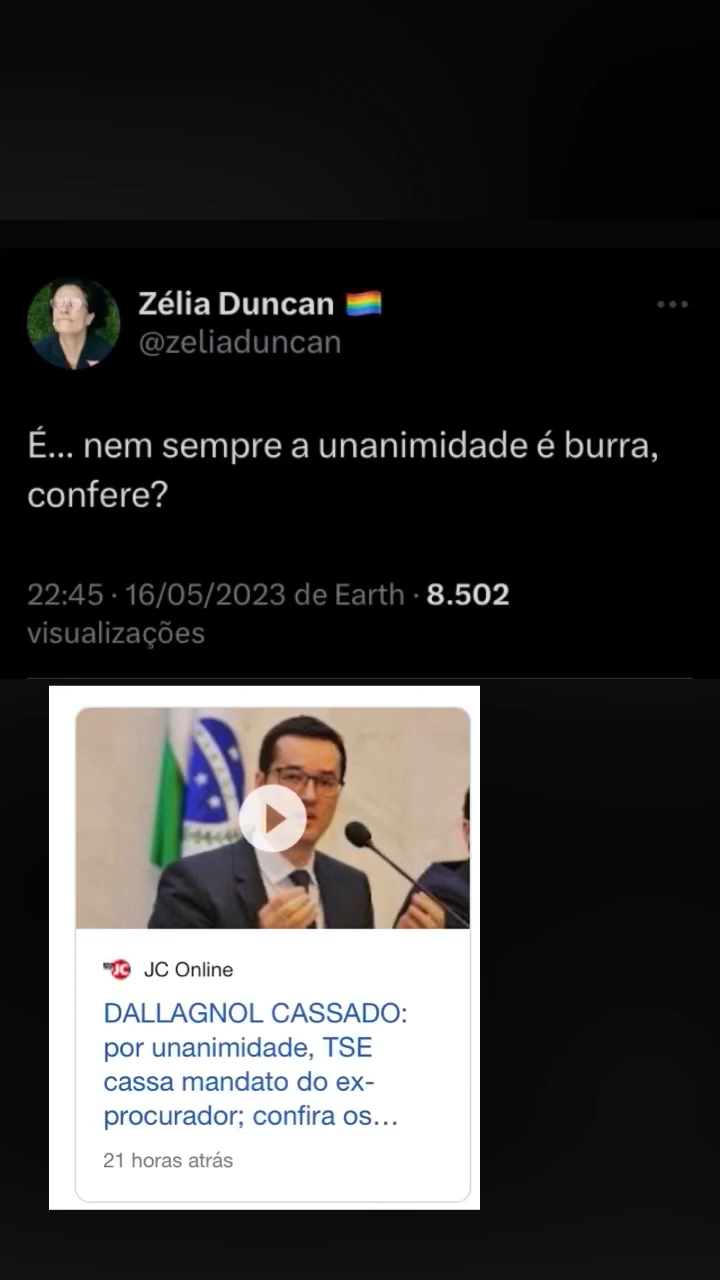 Zélia Duncan 🏳️‍🌈
@zeliaduncan
É... nem sempre a unanimidade é burra,
confere?
22:45 · 16/05/2023 de Earth · 8.502
visualizações
JC JC Online
DALLAGNOL CASSADO:
por unanimidade, TSE
cassa mandato do ex-
procurador; confira os...
21 horas atrás